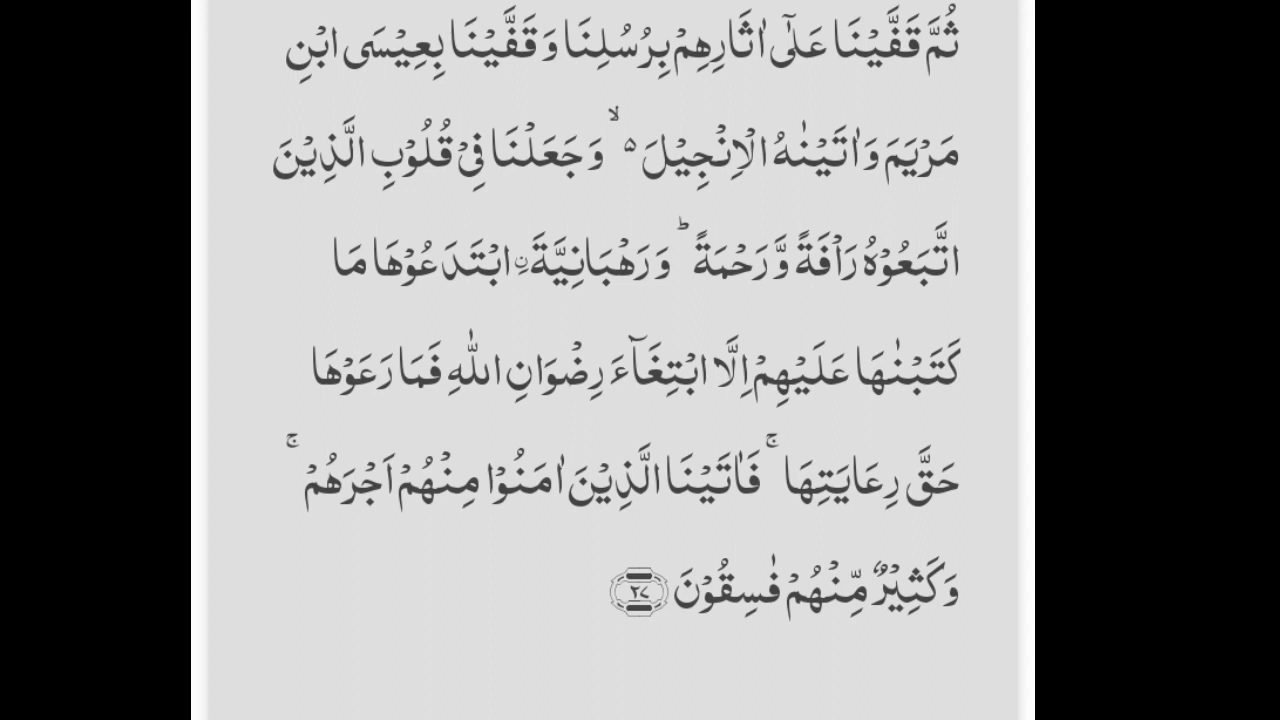 ثُمَّ قَفَّيْنَا عَلٰۤى اٰثَارِهِمْ بِرُسُلِنَا وَ قَفَّيْنَا بِعِيْسَى ابْنِ
مَرْيَمَ وَ اٰتَيْنٰهُ الْاِنْجِيْلَ ۙ۬ وَ جَعَلْنَا فِيْ قُلُوْبِ الَّذِيْنَ
اتَّبَعُوْهُ رَاْفَةً وَّ رَحْمَةً ؕ وَ رَهْبَانِيَّةَ ِ۟ابْتَدَعُوْهَا مَا
كَتَبْنٰهَا عَلَيْهِمْ اِلَّا ابْتِغَآءَ رِضْوَانِ اللّٰهِ فَمَا رَعَوْهَا
حَقَّ رِعَايَتِهَا ۚ فَاٰتَيْنَا الَّذِيْنَ اٰمَنُوْا مِنْهُمْ اَجْرَهُمْ ۚ
وَ كَثِيْرٌ مِّنْهُمْ فٰسِقُوْنَ ۲۷